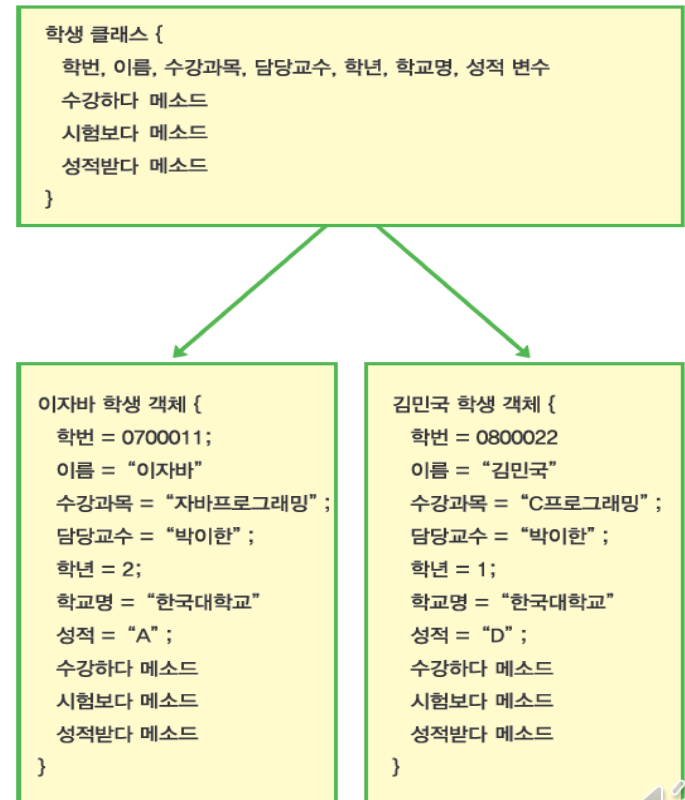 학생 클래스 {
학번, 이름, 수강과목, 담당교수, 학년, 학교명, 성적 변수
수강하다 메소드
시험보다 메소드
성적받다 메소드
}
이자바 학생 객체 {
학번 = 0700011;
이름 = “이자바”
수강과목 = “자바프로그래밍” ;
담당교수 = “박이한” ;
학년 = 2;
학교명 = “한국대학교”
성적 = “A” ;
수강하다 메소드
시험보다 메소드
성적받다 메소드
}
김민국 학생 객체 {
학번 = 0800022
이름 = “김민국”
수강과목 = “C프로그래밍” ;
담당교수 = “박이한” ;
학년 = 1;
학교명 = “한국대학교”
성적 = “D” ;
수강하다 메소드
시험보다 메소드
성적받다 메소드
}